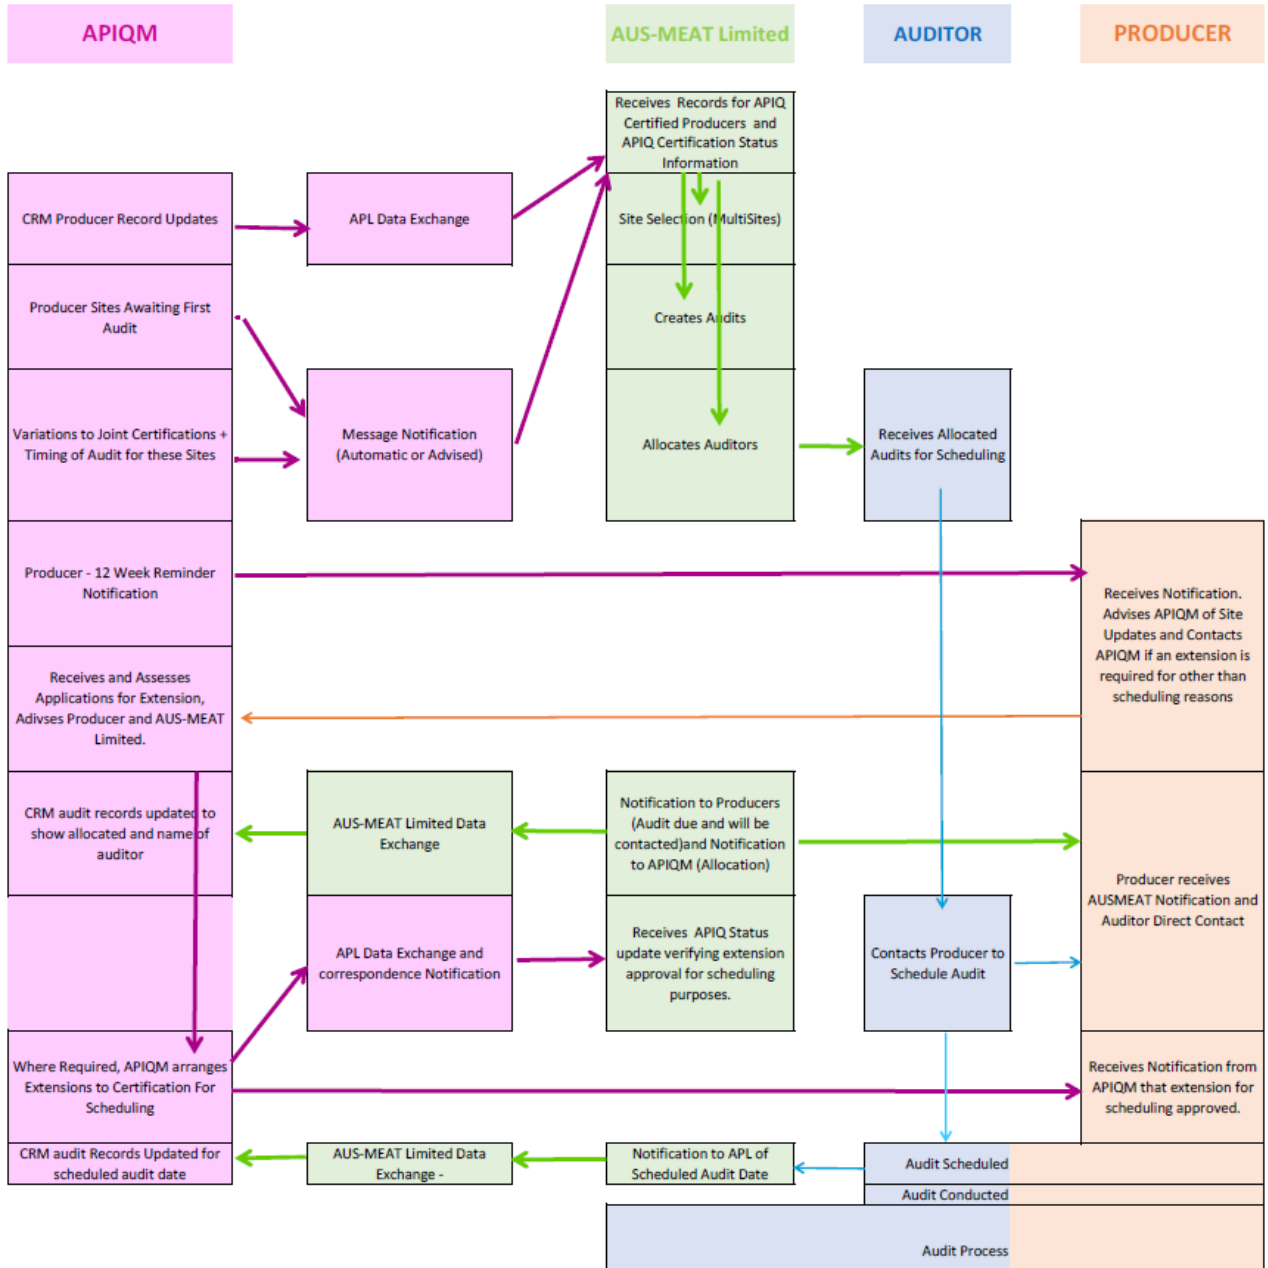 APIQM
AUS-MEAT Limited
AUDITOR
PRODUCER
Receives Records for APIQ
Certified Producers and
APIQ Certification Status
Information
CRM Producer Record Updates
APL Data Exchange
Site Selection (MultiSites)
Producer Sites Awaiting First
Audit
Creates Audits
Variations to Joint Certifications +
Timing of Audit for these Sites
Message Notification
(Automatic or Advised)
Allocates Auditors
Receives Allocated
Audits for Scheduling
Producer - 12 Week Reminder
Notification
Receives Notification.
Advises APIQM of Site
Updates and Contacts
APIQM if an extension is
required for other than
scheduling reasons
Receives and Assesses
Applications for Extension,
Adivses Producer and AUS-MEAT
Limited.
CRM audit records updated to
show allocated and name of
auditor
AUS-MEAT Limited Data
Exchange
Notification to Producers
(Audit due and will be
contacted)and Notification
to APIQM (Allocation)
Producer receives
AUSMEAT Notification and
Auditor Direct Contact
APL Data Exchange and
correspondence Notification
Receives APIQ Status
update verifying extension
approval for scheduling
purposes.
Contacts Producer to
Schedule Audit
Where Required, APIQM arranges
Extensions to Certification For
Scheduling
Receives Notification from
APIQM that extension for
scheduling approved.
CRM audit Records Updated for
scheduled audit date
AUS-MEAT Limited Data
Exchange -
Notification to APL of
Scheduled Audit Date
Audit Scheduled
Audit Conducted
Audit Process